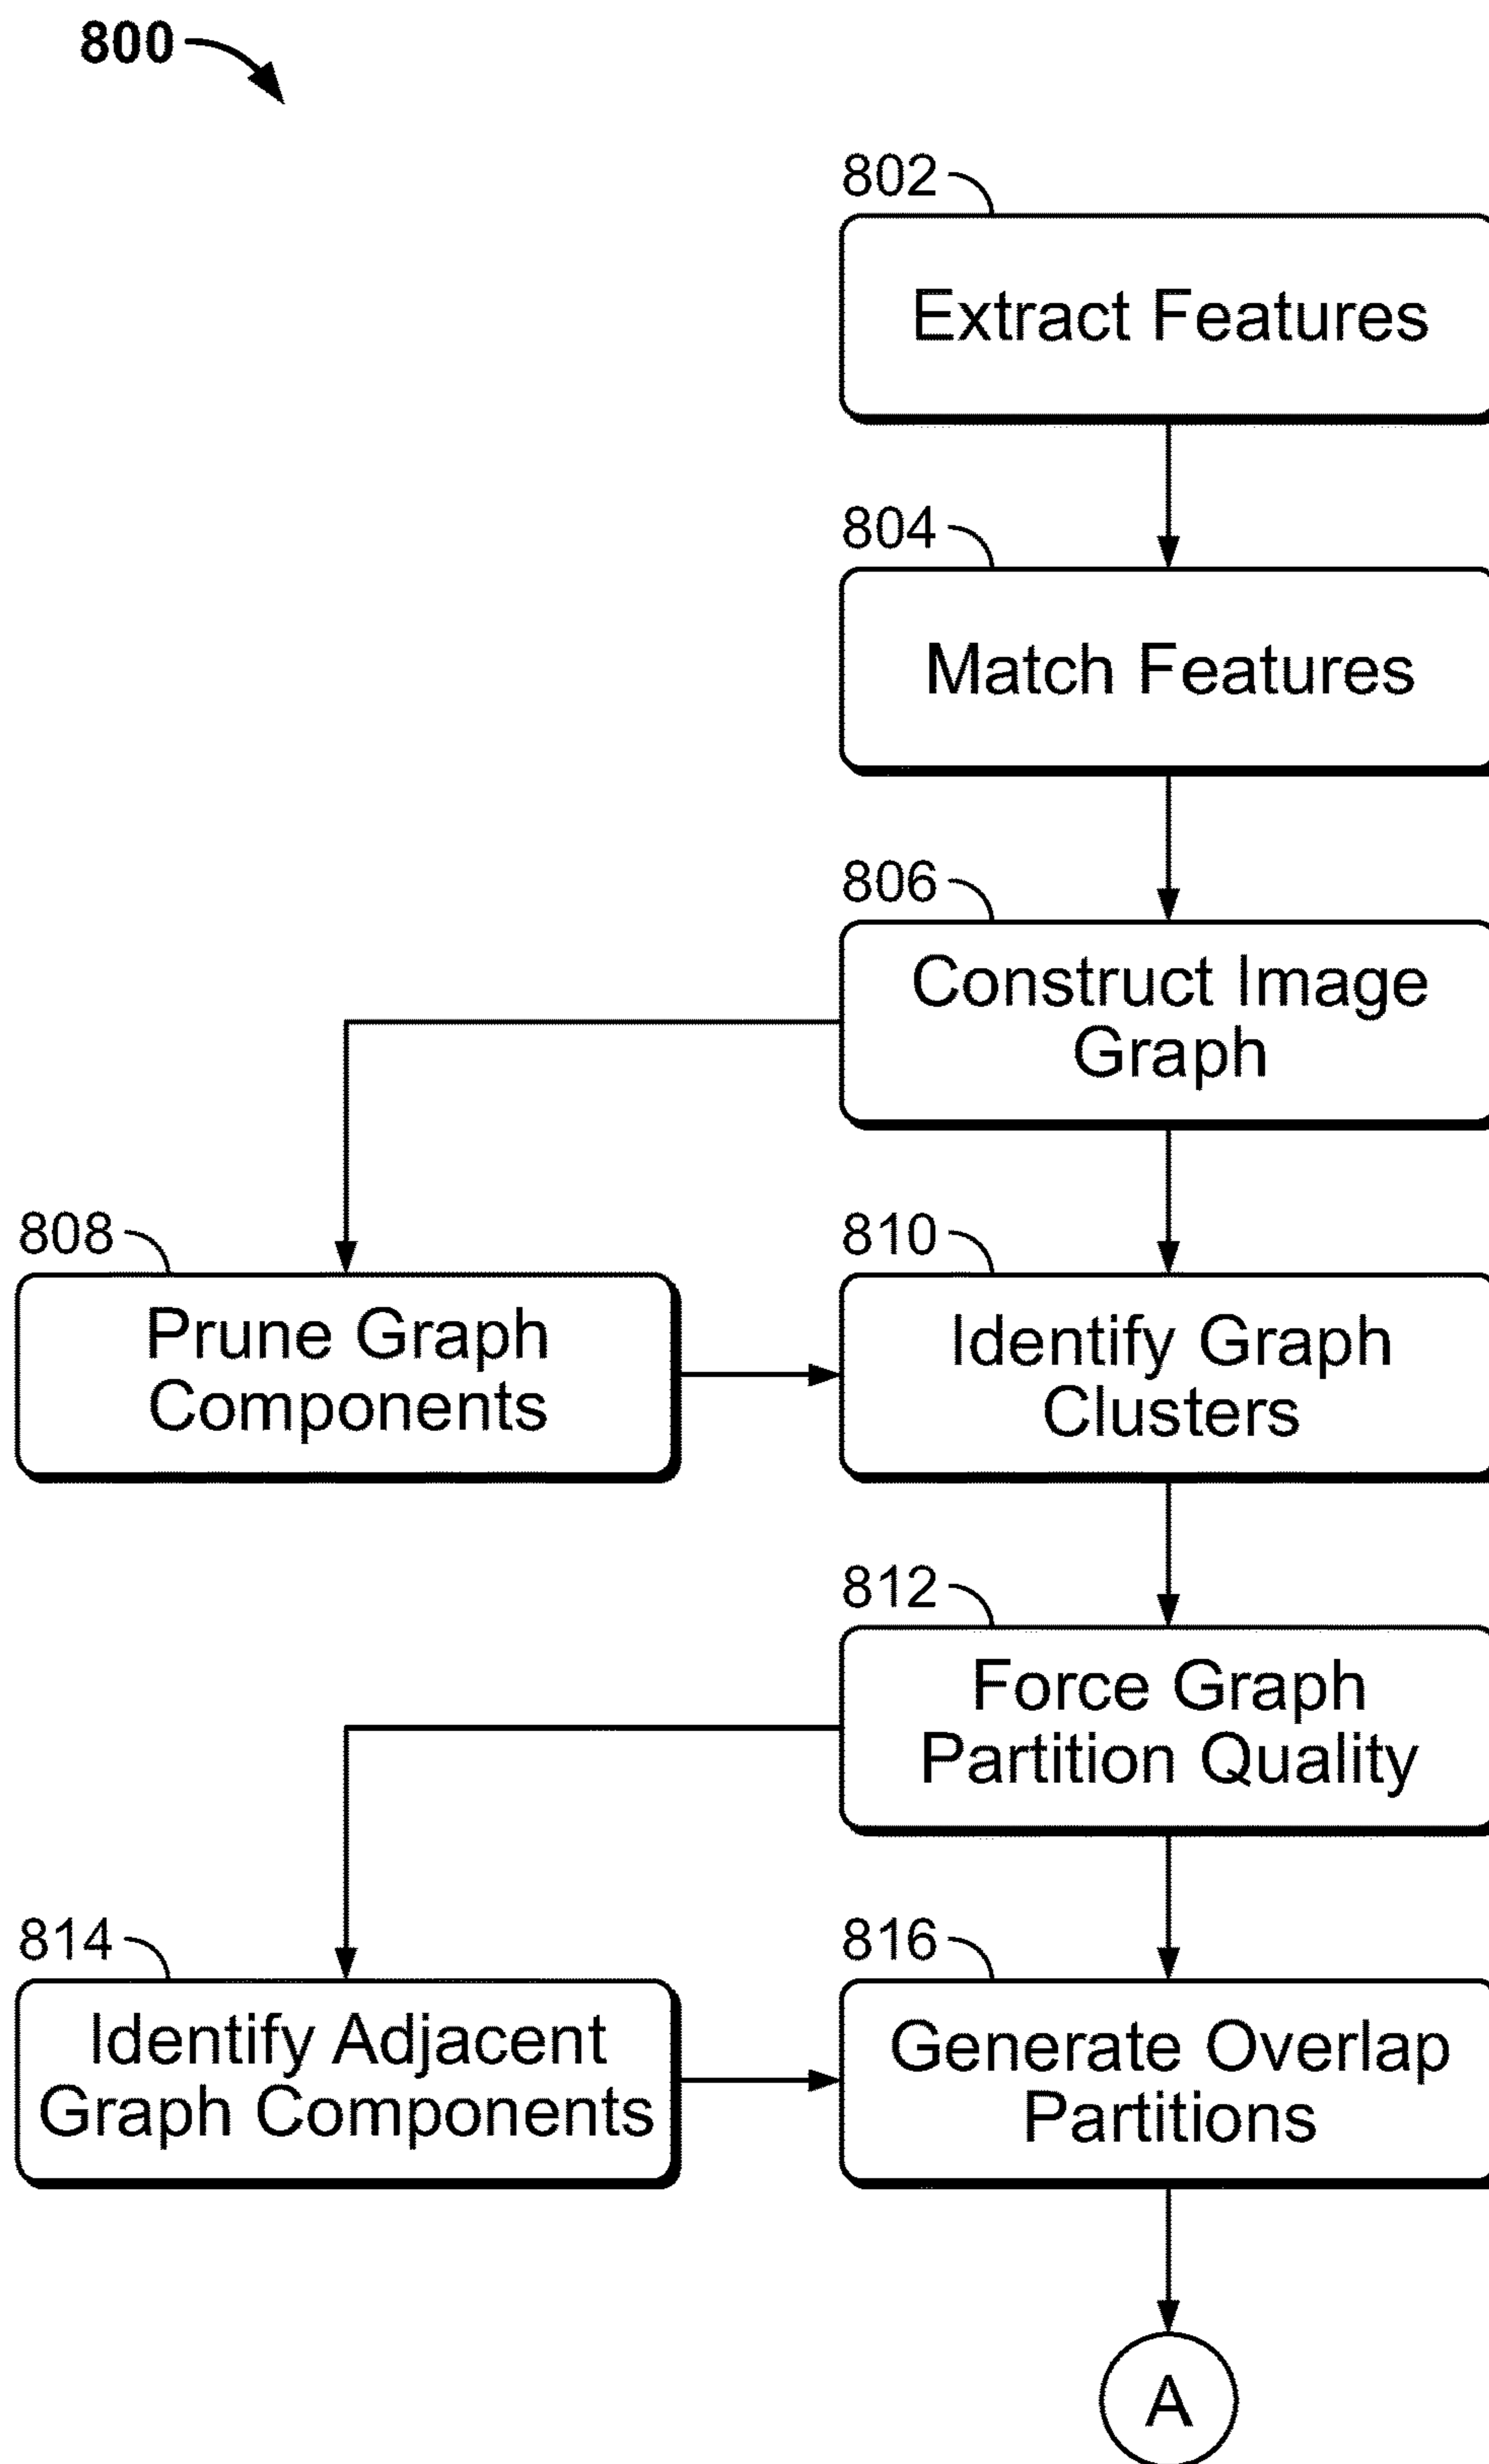 800
802
Extract Features
804
Match Features
806
Construct Image
Graph
808
Prune Graph
Components
810
Identify Graph
Clusters
812
Force Graph
Partition Quality
814
Identify Adjacent
Graph Components
816
Generate Overlap
Partitions
A